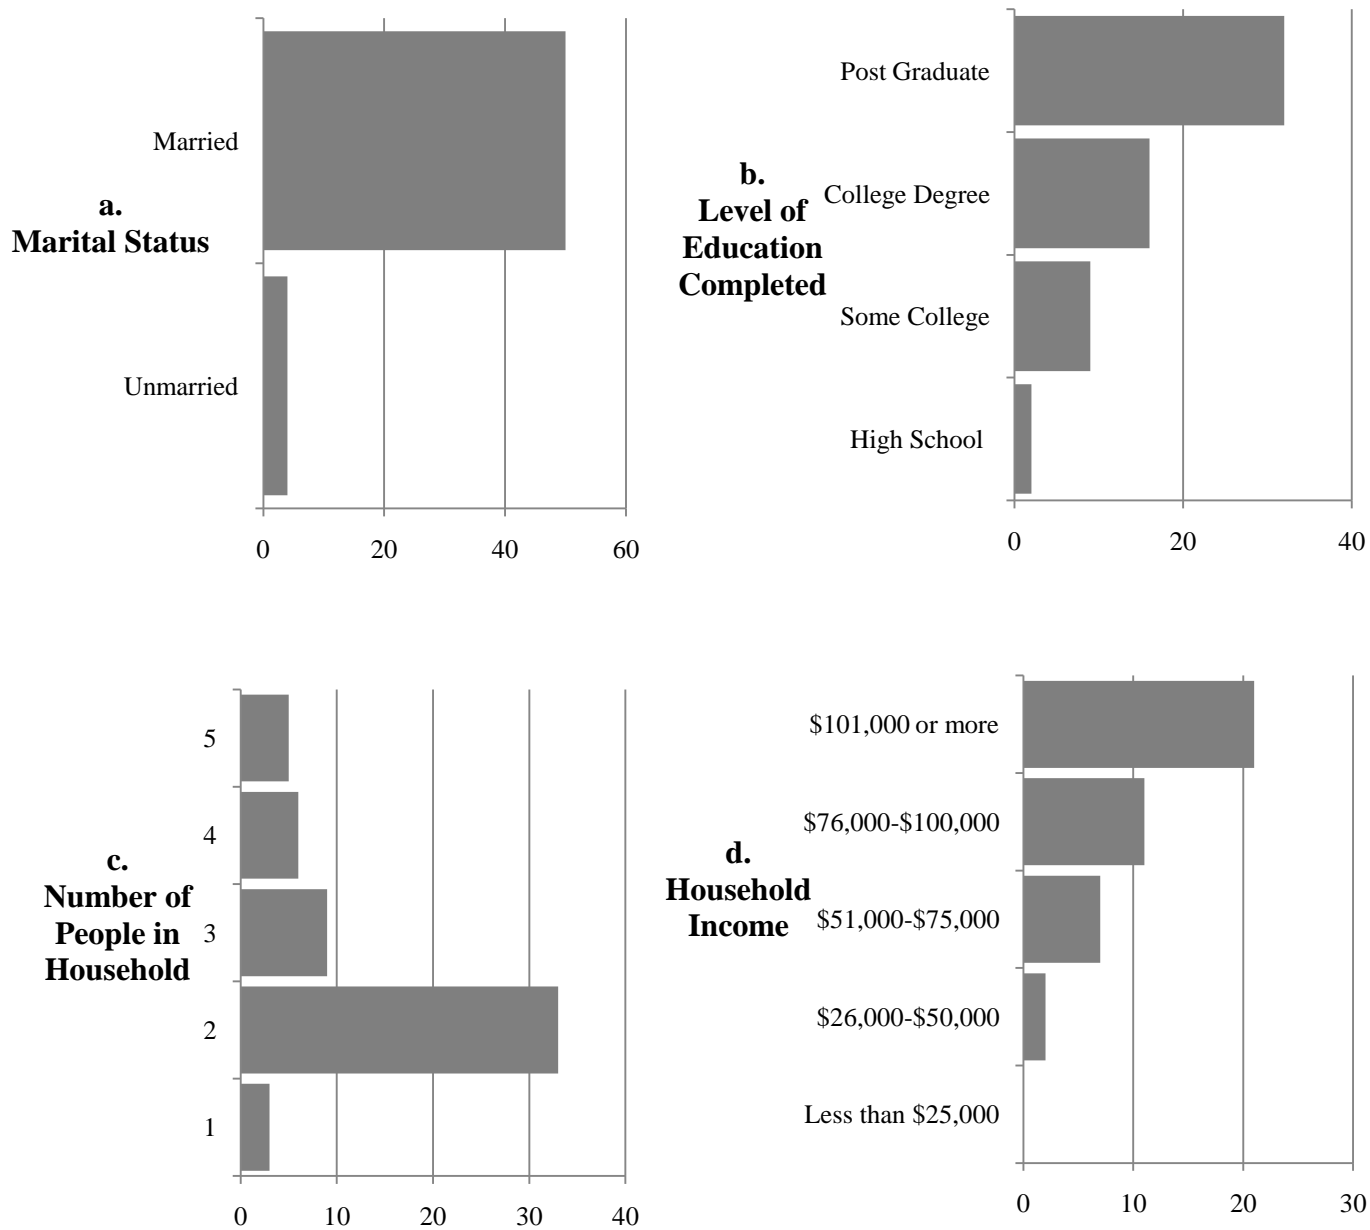 a.
Marital Status
Married
Unmarried
0 20 40 60
b.
Level of
Education
Completed
Post Graduate
College Degree
Some College
High School
0 20 40
c.
Number of
People in
Household
5
4
3
2
1
0 10 20 30 40
d.
Household
Income
$101,000 or more
$76,000-$100,000
$51,000-$75,000
$26,000-$50,000
Less than $25,000
0 10 20 30